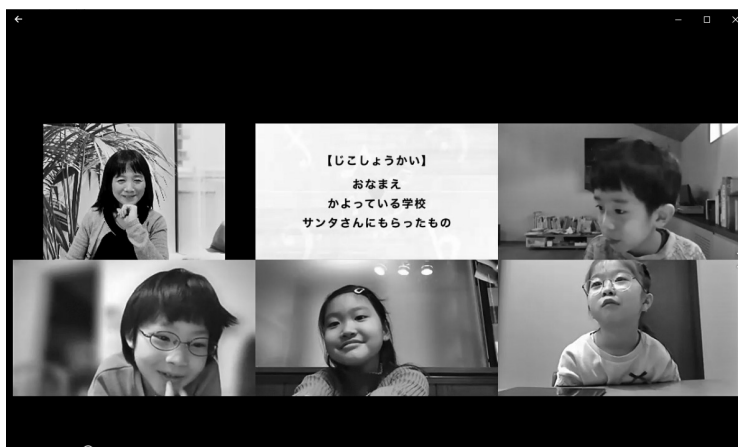 【じこしょうかい】
おなまえ
かよっている学校
サンタさんにもらったもの